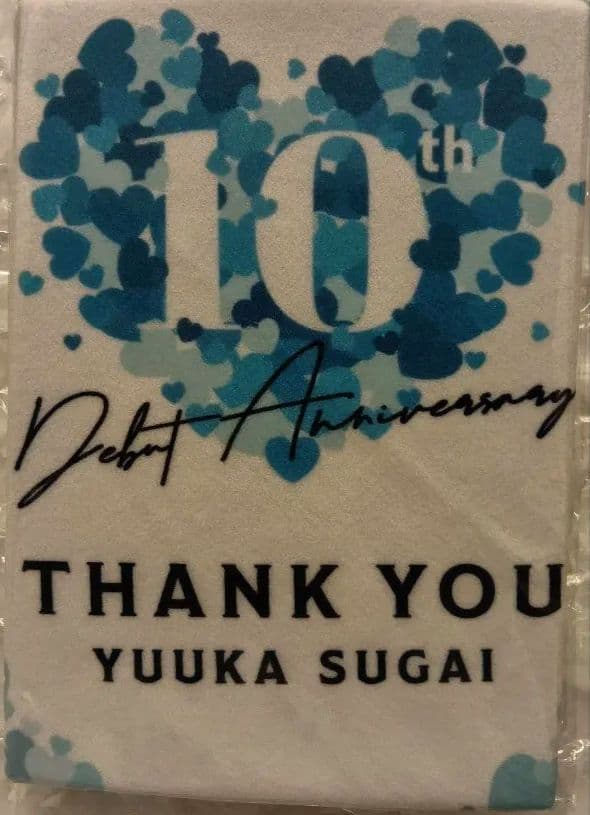 10th
Debut Anniversary
THANK YOU
YUUKA SUGAI